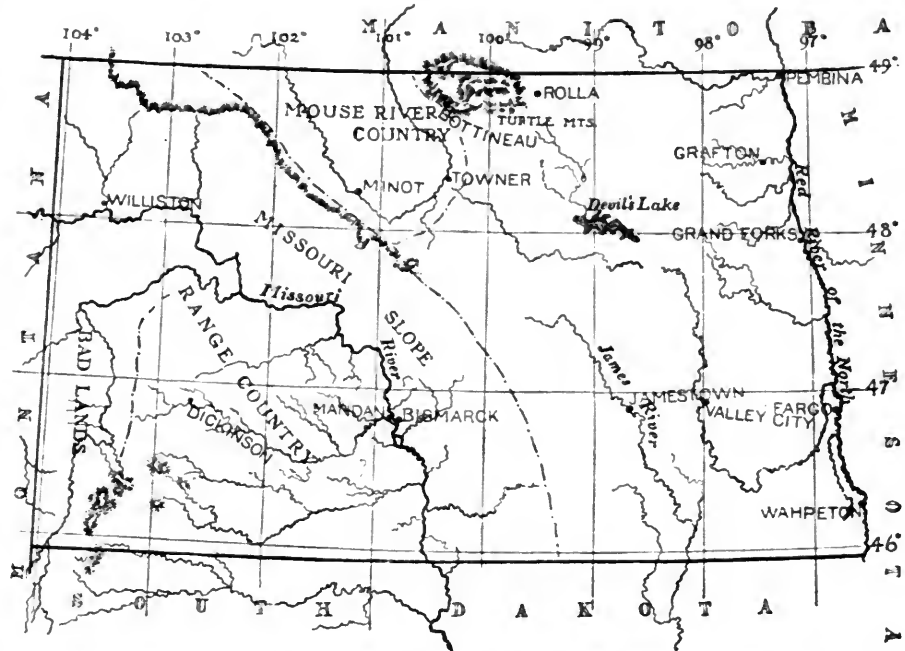 MANITOBA
104° 103° 102° 101° 100 99° 98° 97°
49°
PEMBINA
ROLLA
MOUSE RIVER
COUNTRY
TURTLE MTS.
BOTTINEAU
GRAFTON
MINOT
TOWNER
WILLISTON
Devil's Lake
GRAND FORKS
48°
MISSOURI
SLOPE
Missouri
River
RANGE
COUNTRY
BAD LANDS
DICKINSON
MANDAN
BISMARCK
James
River
JAMESTOWN
VALLEY
CITY
FARGO
Red River of the North
47°
WAHPETON
46°
MONTANA
MINNESOTA
SOUTH DAKOTA